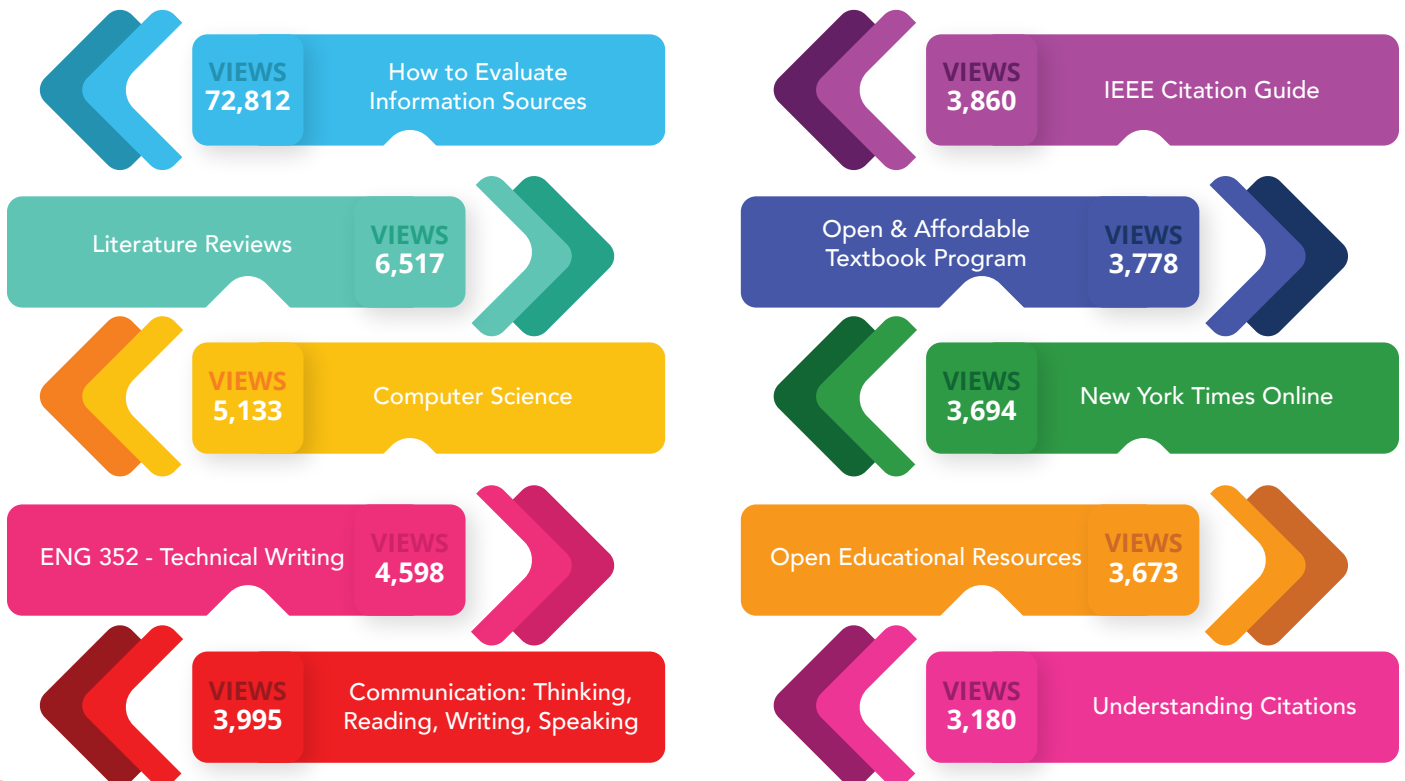 VIEWS
72,812
How to Evaluate
Information Sources
Literature Reviews
VIEWS
6,517
VIEWS
5,133
Computer Science
ENG 352 - Technical Writing
VIEWS
4,598
VIEWS
3,995
Communication: Thinking,
Reading, Writing, Speaking
VIEWS
3,860
IEEE Citation Guide
Open & Affordable
Textbook Program
VIEWS
3,778
VIEWS
3,694
New York Times Online
Open Educational Resources
VIEWS
3,673
VIEWS
3,180
Understanding Citations